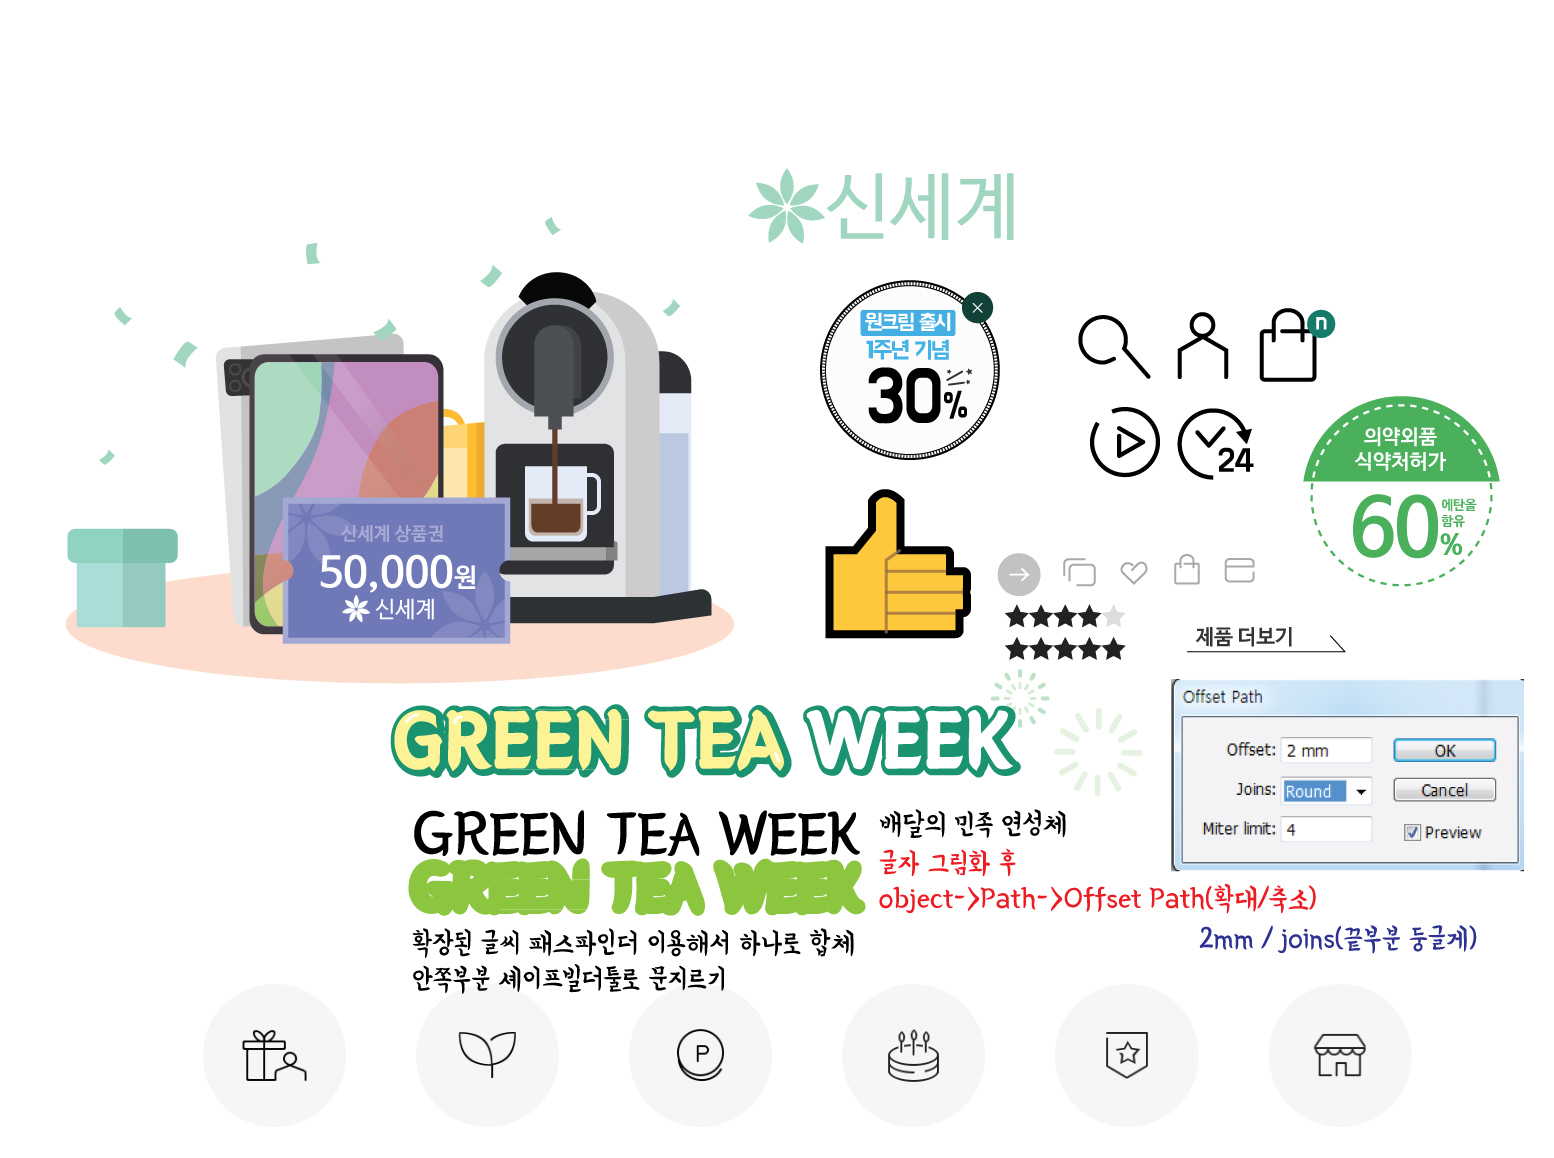 신세계
원크림 출시
1주년 기념
30%
n
24
의약외품
식약처허가
60%
에탄올
함유
신세계 상품권
50,000원
신세계
제품 더보기
GREEN TEA WEEK
Offset Path
Offset: 2 mm
OK
Joins: Round
Cancel
Miter limit: 4
Preview
GREEN TEA WEEK
배달의 민족 연성체
글자 그림화 후
GREEN TEA WEEK
object->Path->Offset Path(확대/축소)
2mm / joins(끝부분 둥글게)
확장된 글씨 패스파인더 이용해서 하나로 합체
안쪽부분 셰이프빌더툴로 문지르기
P